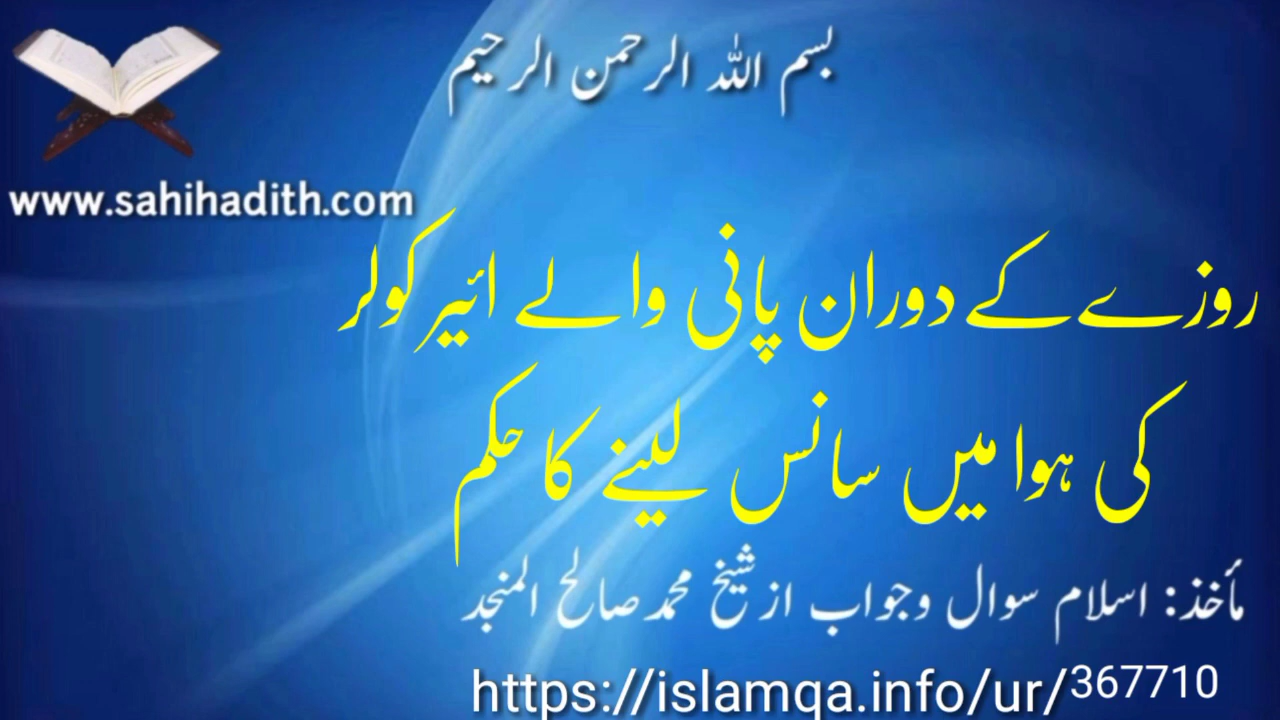 بسم اللہ الرحمن الرحیم
www.sahihadith.com
روزے کے دوران پانی والے ائیر کولر
کی ہوا میں سانس لینے کا حکم
مأخذ: اسلام سوال وجواب از شیخ محمد صالح المنجد
https://islamqa.info/ur/367710